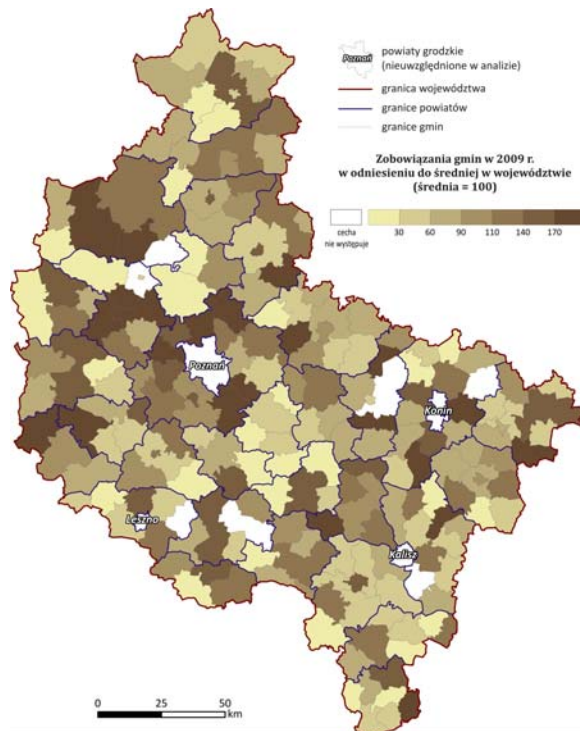 Poznań
powiaty grodzkie
(nieuwzględnione w analizie)
granica województwa
granice powiatów
granice gmin
Zobowiązania gmin w 2009 r.
w odniesieniu do średniej w województwie
(średnia = 100)
cecha
nie występuje
30 60 90 110 140 170
Poznań
Konin
Leszno
Kalisz
0 25 50
km